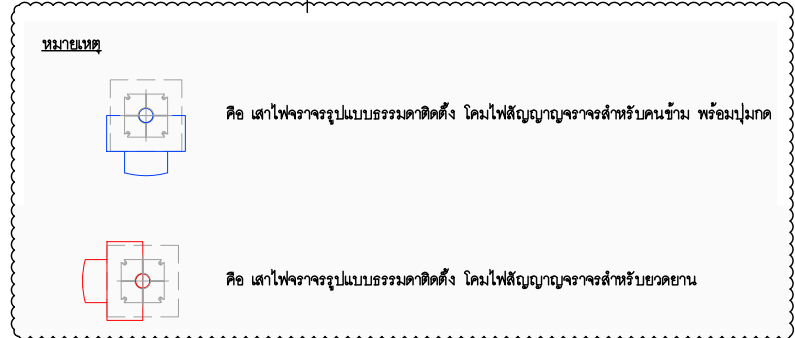 หมายเหตุ
คือ เสาไฟจราจรรูปแบบธรรมดาติดตั้ง โคมไฟสัญญาณจราจรสำหรับคนข้าม พร้อมปุ่มกด
คือ เสาไฟจราจรรูปแบบธรรมดาติดตั้ง โคมไฟสัญญาณจราจรสำหรับยวดยาน